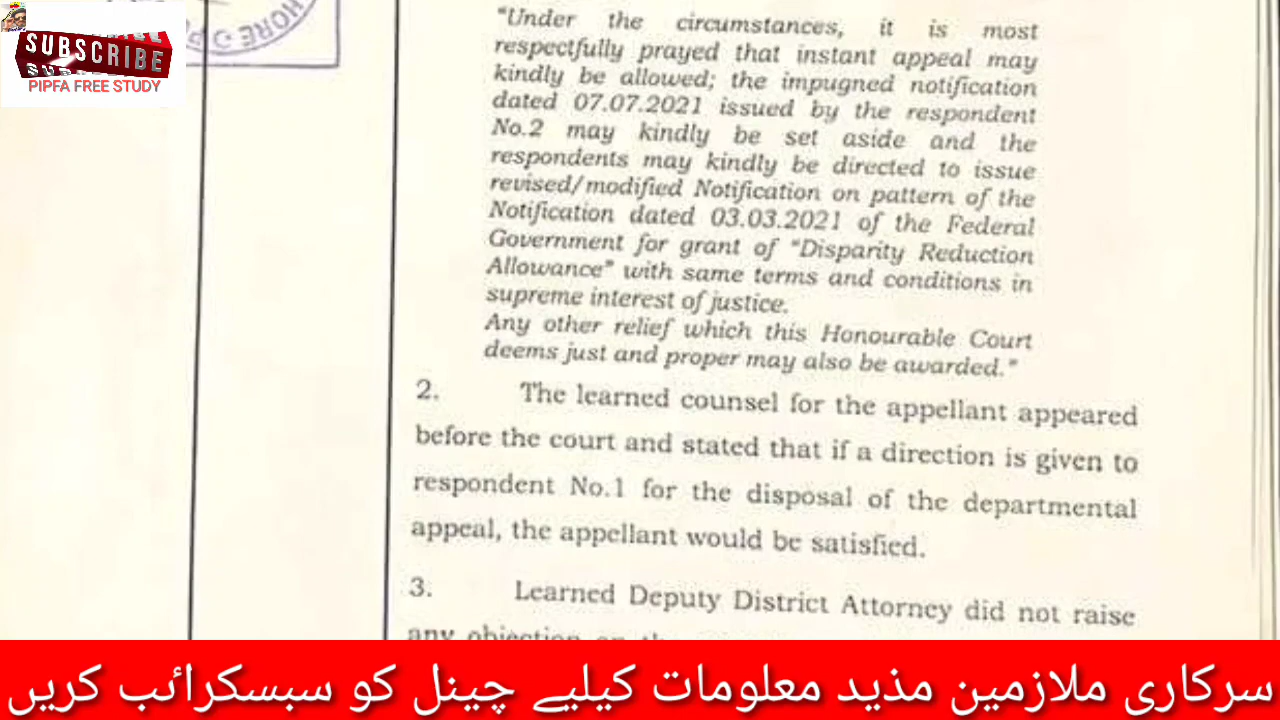 SUBSCRIBE
PIPFA FREE STUDY
HORE
"Under the circumstances, it is most
respectfully prayed that instant appeal may
kindly be allowed; the impugned notification
dated 07.07.2021 issued by the respondent
No.2 may kindly be set aside and the
respondents may kindly be directed to issue
revised/modified Notification on pattern of the
Notification dated 03.03.2021 of the Federal
Government for grant of "Disparity Reduction
Allowance" with same terms and conditions in
supreme interest of justice.
Any other relief which this Honourable Court
deems just and proper may also be awarded."
2. The learned counsel for the appellant appeared
before the court and stated that if a direction is given to
respondent No.1 for the disposal of the departmental
appeal, the appellant would be satisfied.
3. Learned Deputy District Attorney did not raise
any objection on the
سرکاری ملازمین مذید معلومات کیلیے چینل کو سبسکرائب کریں